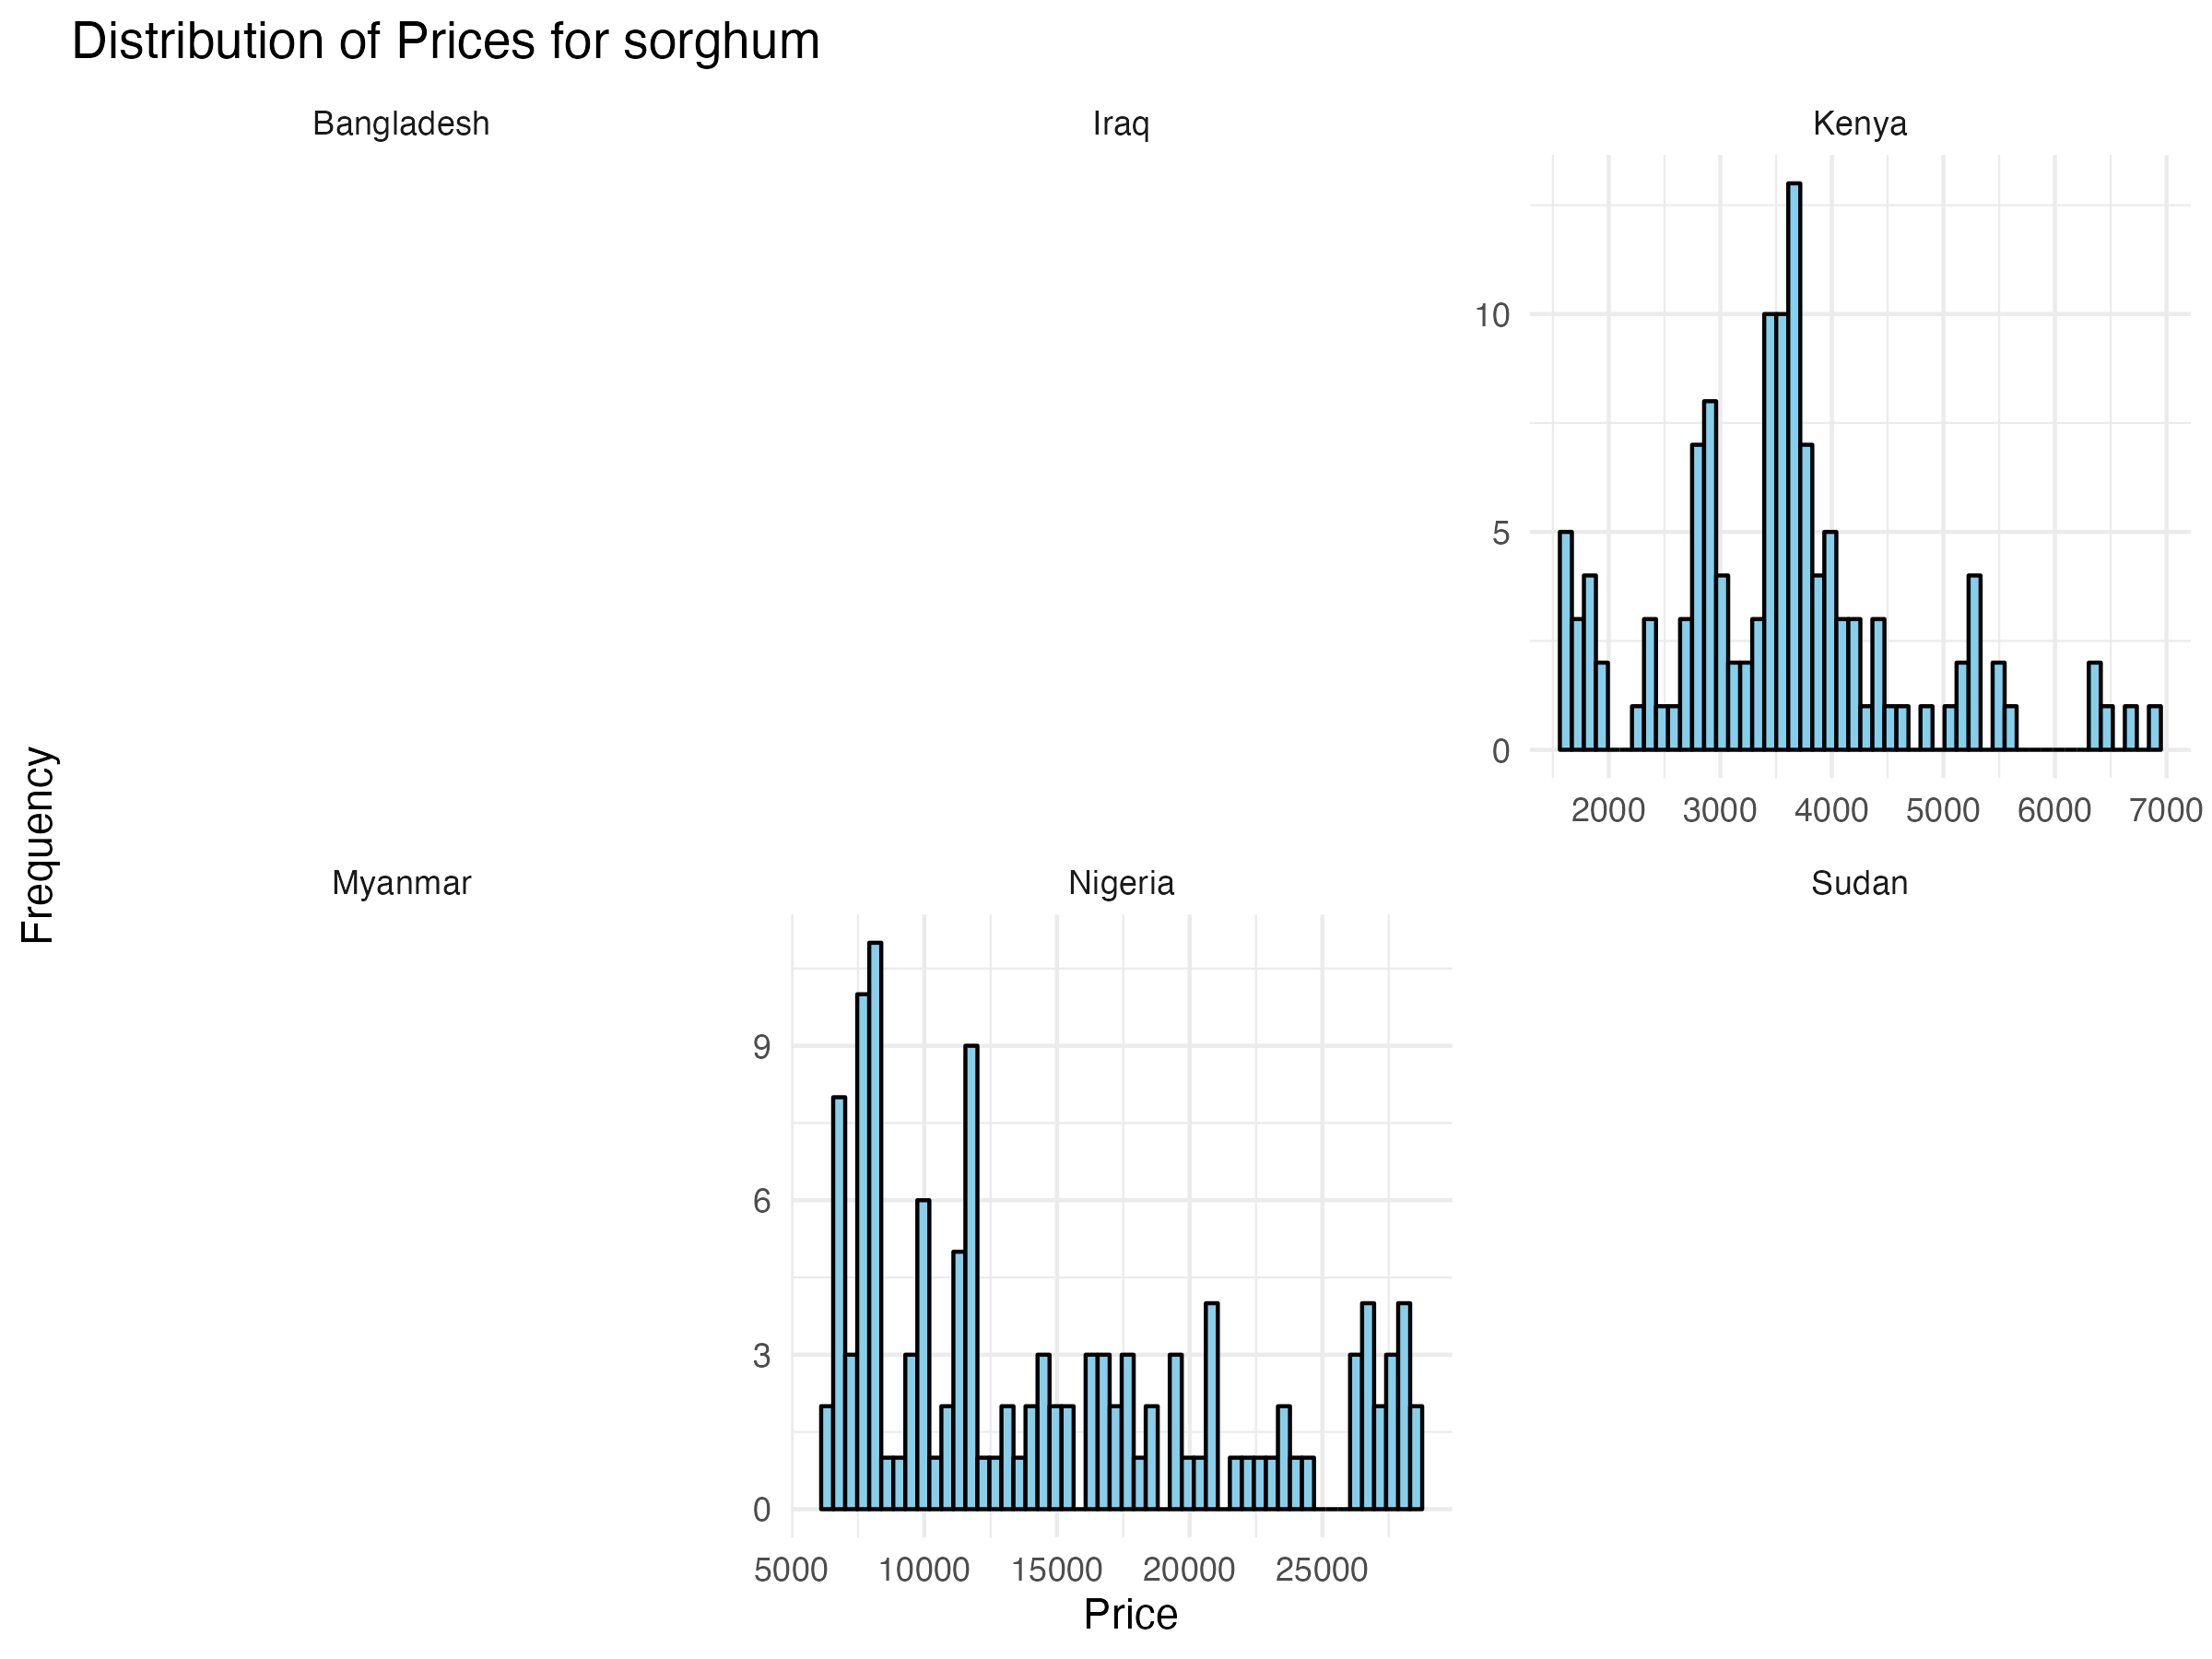 Distribution of Prices for sorghum
Bangladesh
Iraq
Kenya
10
5
0
2000 3000 4000 5000 6000 7000
Frequency
Myanmar
Nigeria
Sudan
9
6
3
0
5000 10000 15000 20000 25000
Price